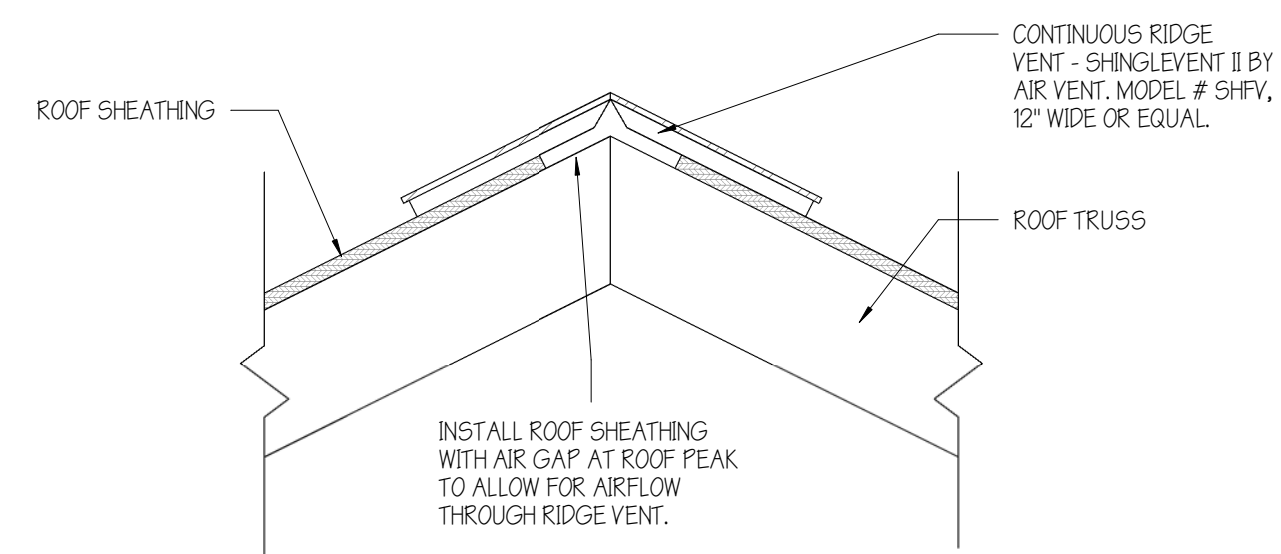 ROOF SHEATHING
CONTINUOUS RIDGE
VENT - SHINGLEVENT II BY
AIR VENT. MODEL # SHFV,
12" WIDE OR EQUAL.
ROOF TRUSS
INSTALL ROOF SHEATHING
WITH AIR GAP AT ROOF PEAK
TO ALLOW FOR AIRFLOW
THROUGH RIDGE VENT.